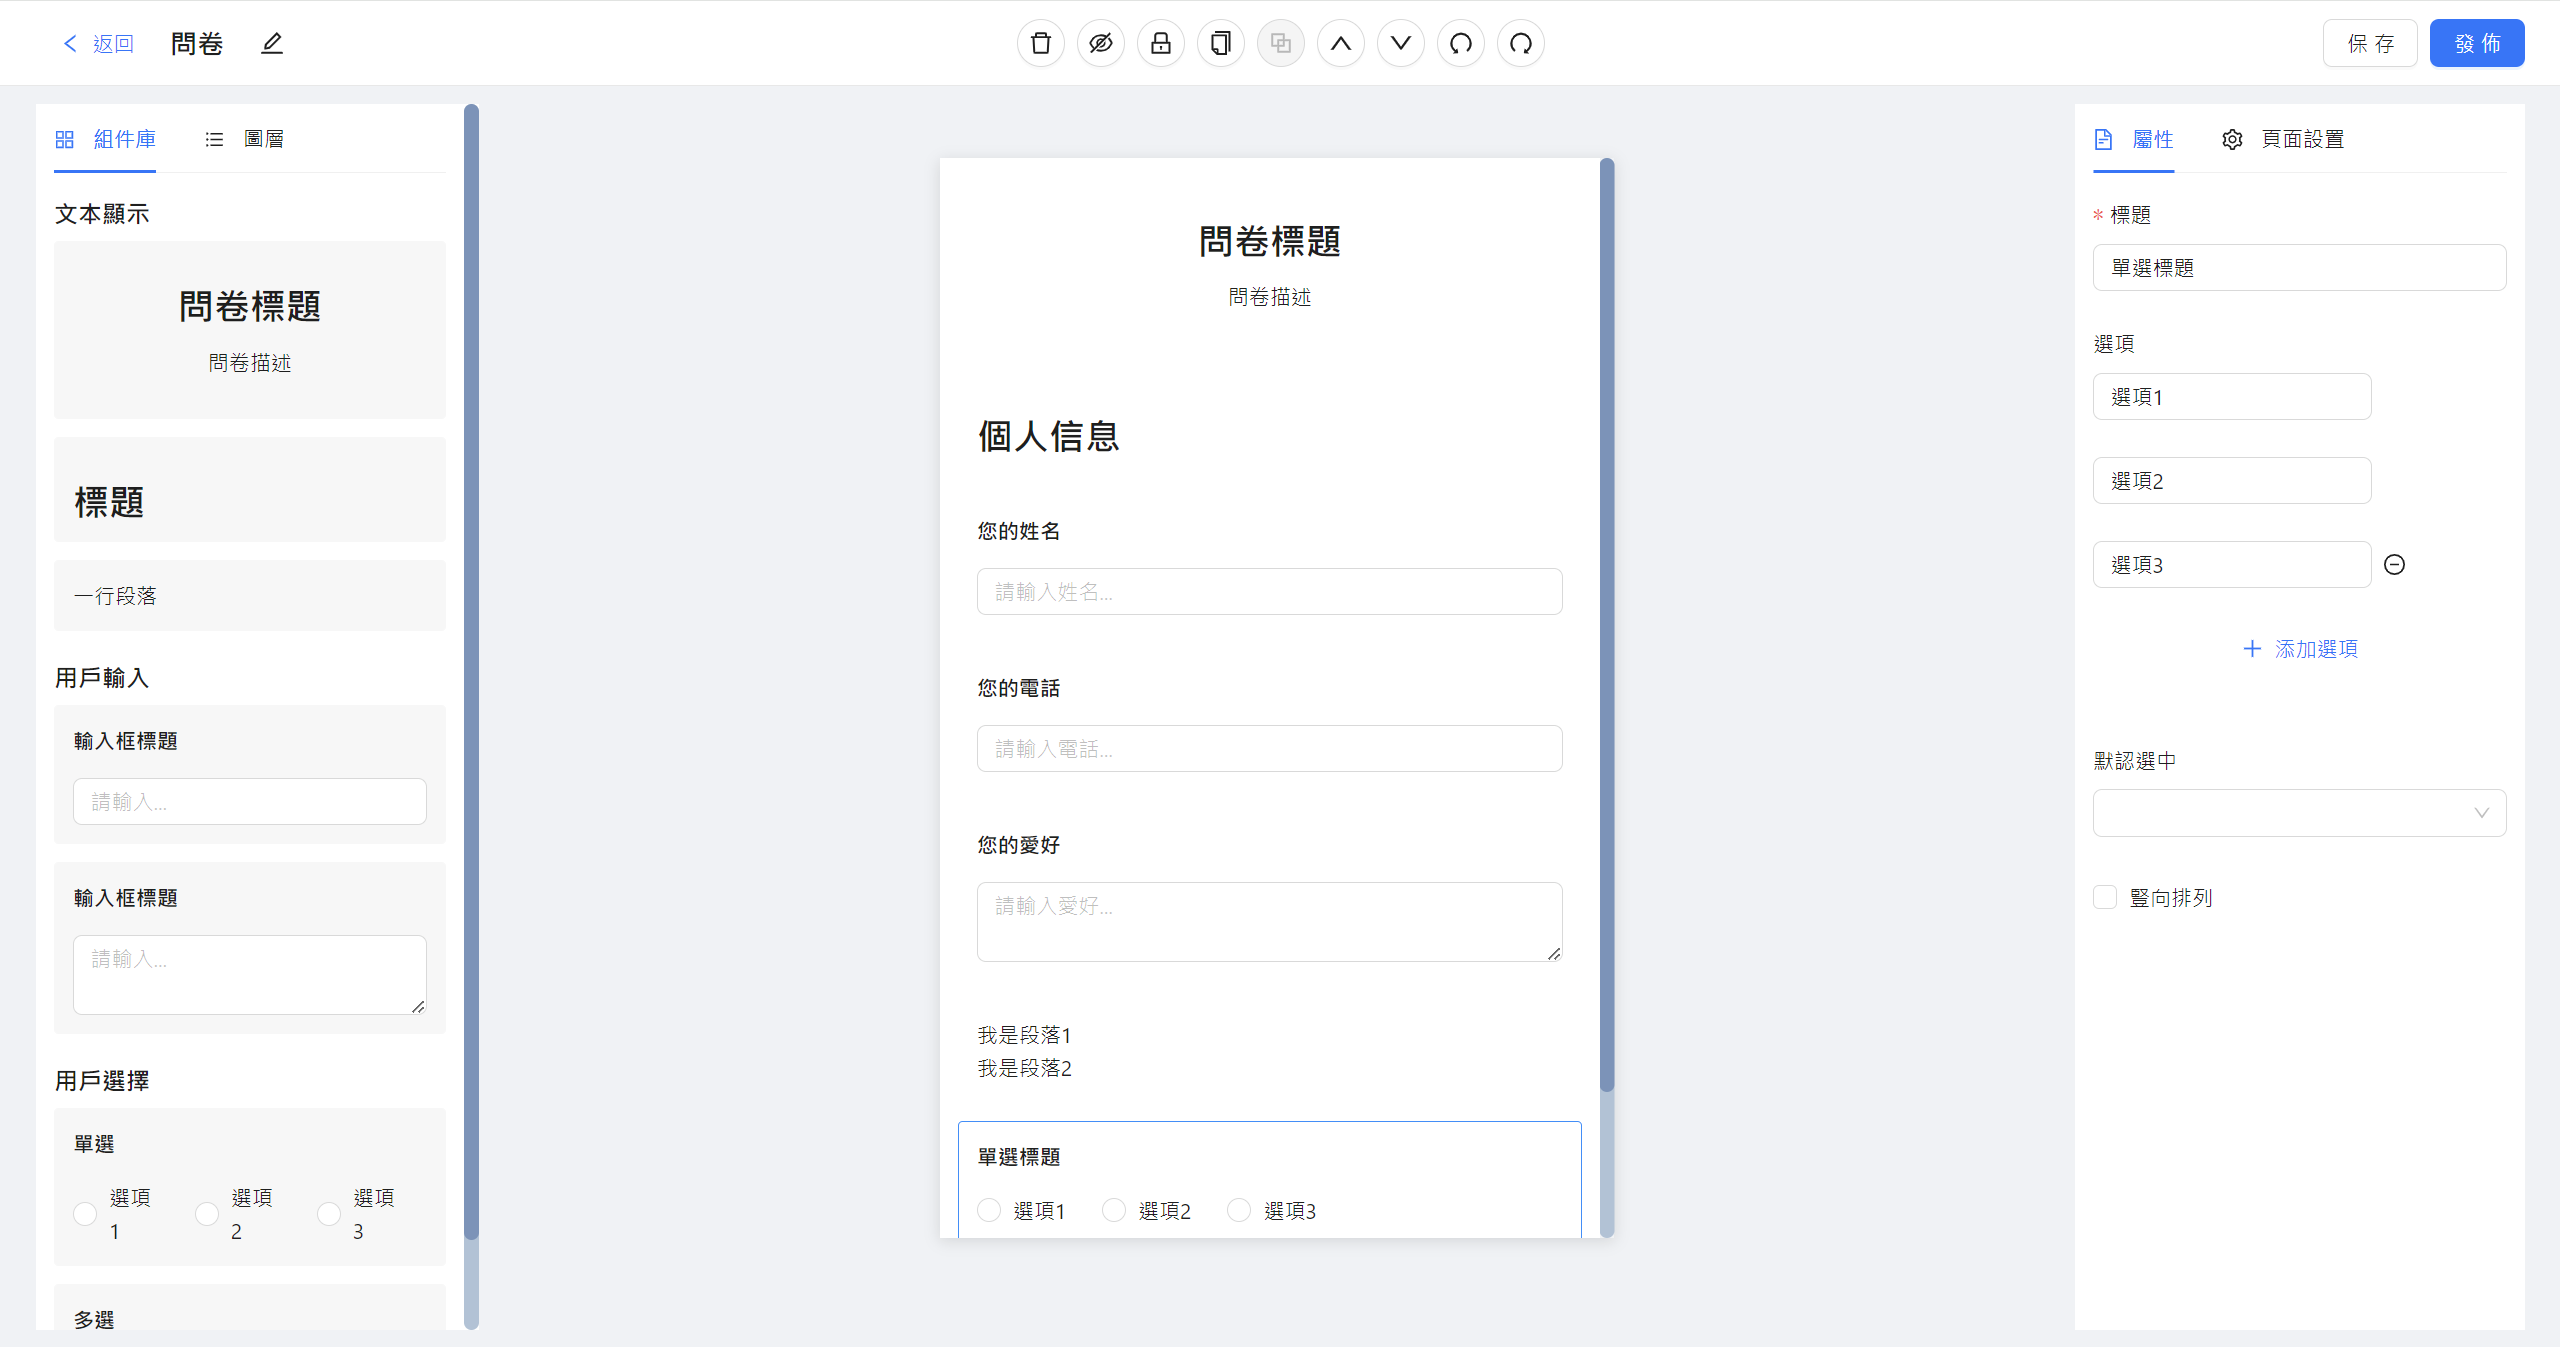 返回
問卷
保 存
發 佈
組件庫
圖層
文本顯示
問卷標題
問卷描述
標題
一行段落
用戶輸入
輸入框標題
請輸入...
輸入框標題
請輸入...
用戶選擇
單選
選項
1
選項
2
選項
3
多選
問卷標題
問卷描述
個人信息
您的姓名
請輸入姓名...
您的電話
請輸入電話...
您的愛好
請輸入愛好...
我是段落1
我是段落2
單選標題
選項1
選項2
選項3
屬性
頁面設置
* 標題
單選標題
選項
選項1
選項2
選項3
添加選項
默認選中
豎向排列